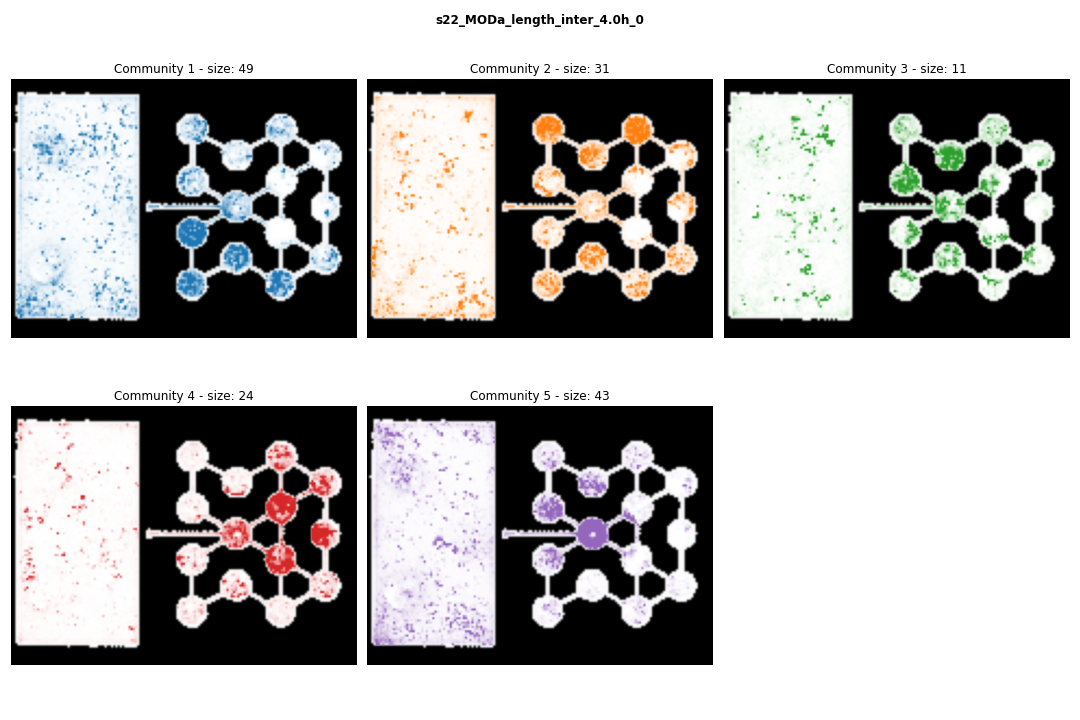 s22_MODa_length_inter_4.0h_0
Community 1 - size: 49
Community 2 - size: 31
Community 3 - size: 11
Community 4 - size: 24
Community 5 - size: 43